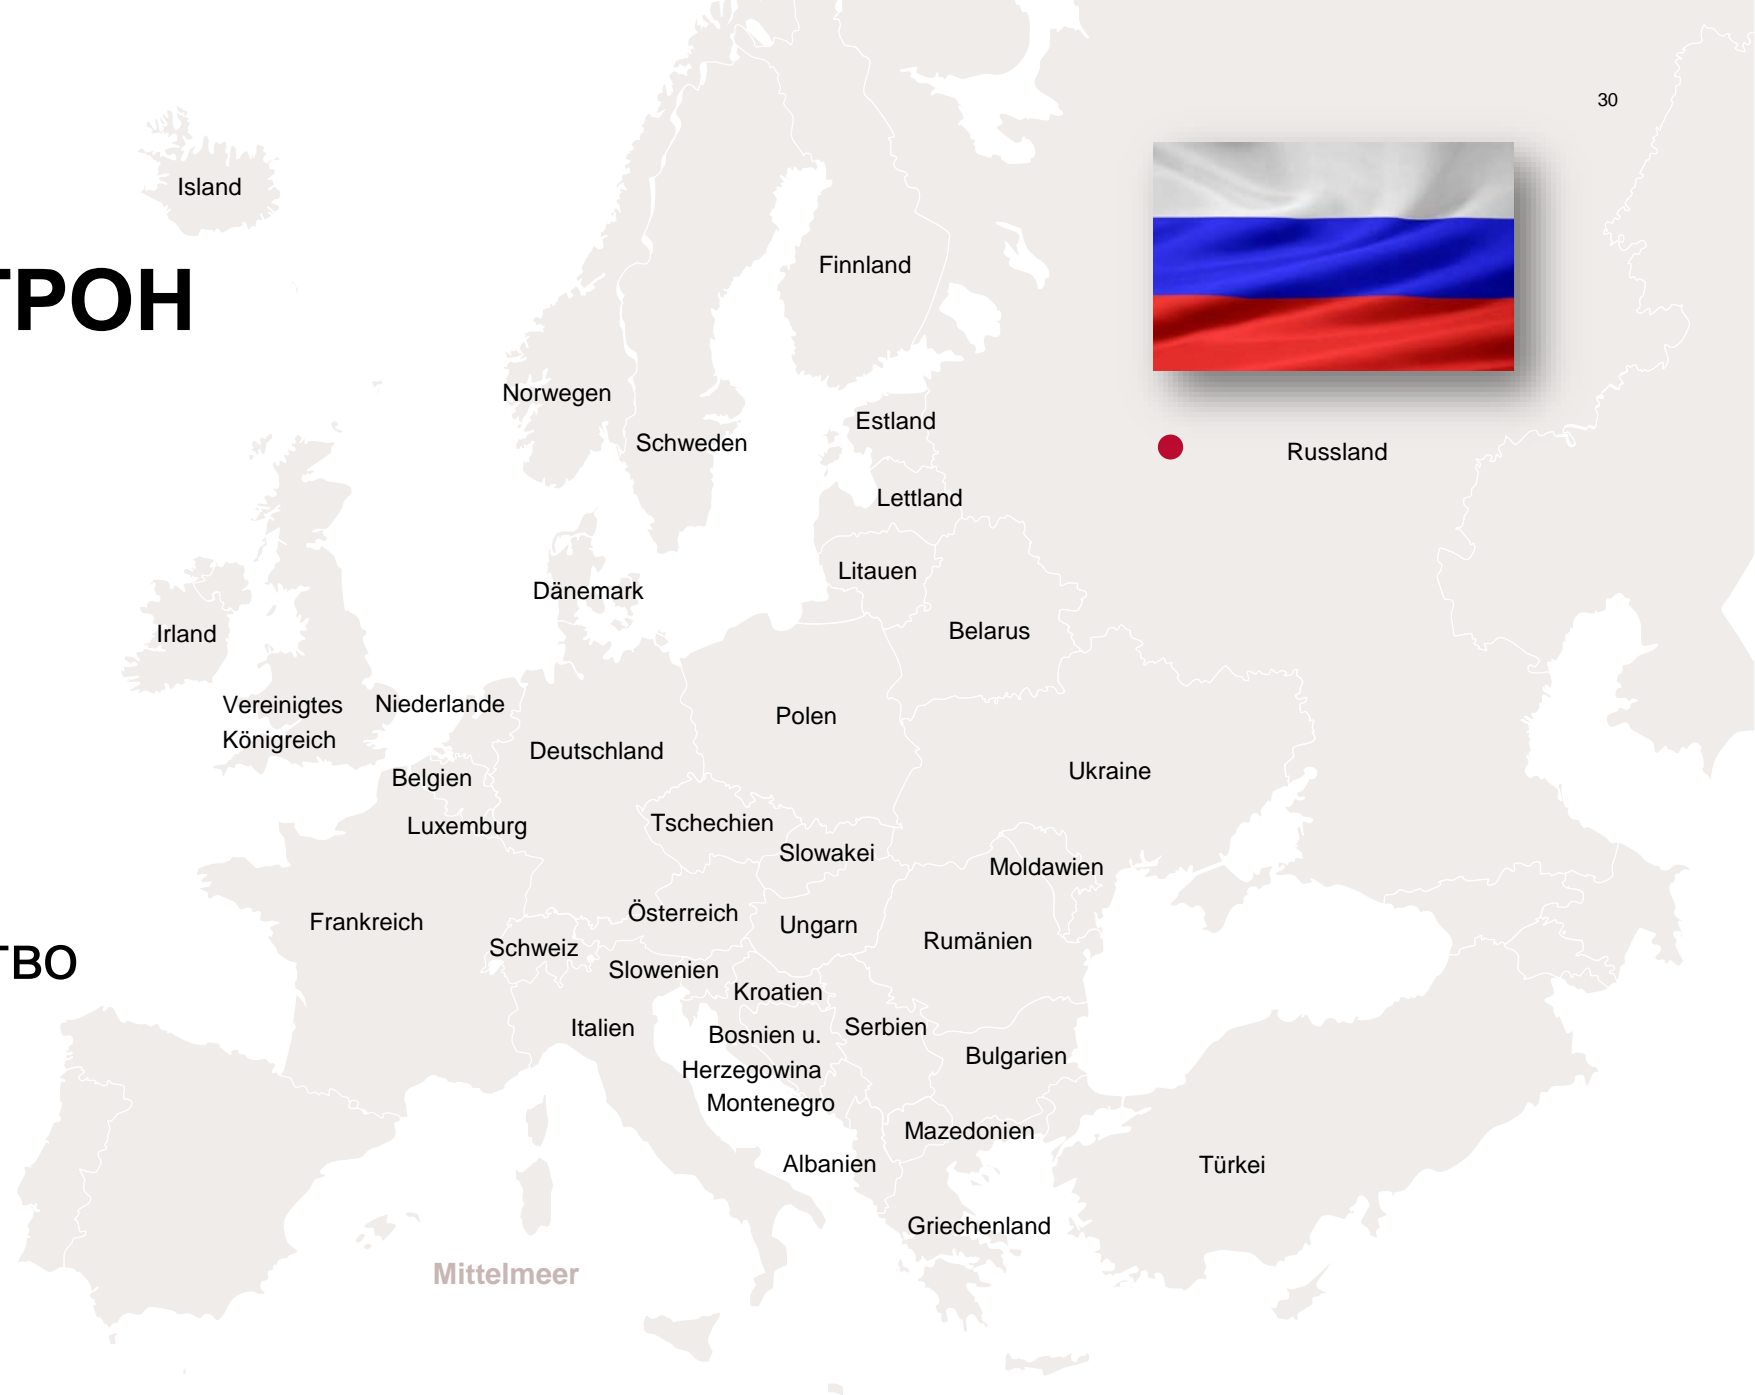 30
Island
ТРОН
Finnland
Norwegen
Estland
Schweden
Russland
Lettland
Litauen
Dänemark
Belarus
Irland
Vereinigtes
Königreich
Niederlande
Polen
Deutschland
Belgien
Ukraine
Luxemburg
Tschechien
Slowakei
Moldawien
Österreich
Frankreich
Ungarn
Rumänien
Schweiz
ТВО
Slowenien
Kroatien
Italien
Serbien
Bosnien u.
Herzegowina
Bulgarien
Montenegro
Mazedonien
Albanien
Türkei
Griechenland
Mittelmeer